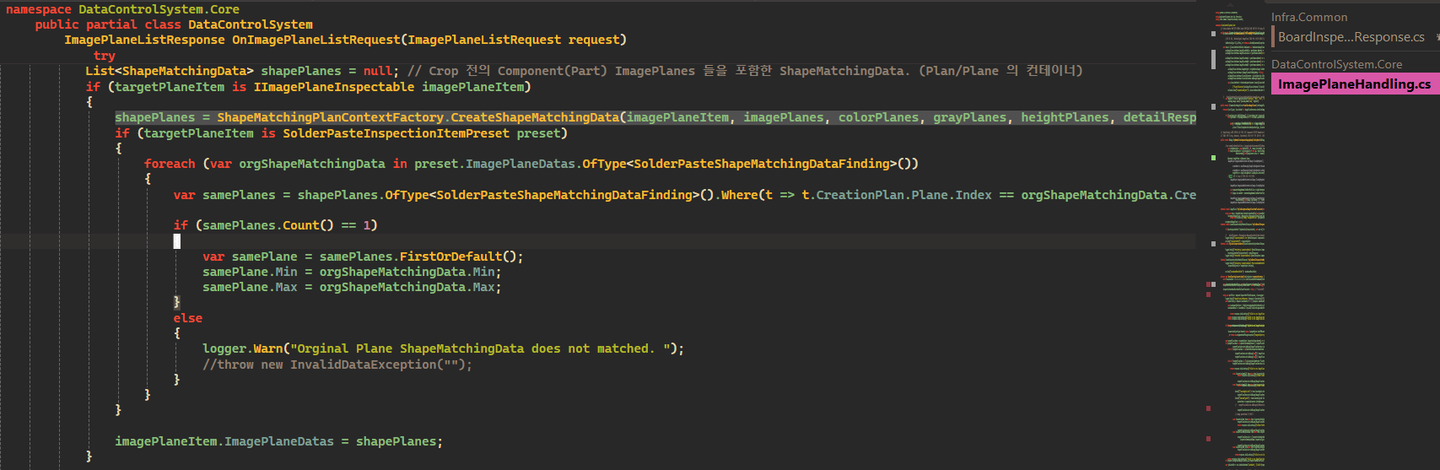 namespace DataControlSystem.Core
public partial class DataControlSystem
ImagePlaneListResponse OnImagePlaneListRequest(ImagePlaneListRequest request)
try
List<ShapeMatchingData> shapePlanes = null; // Crop 전의 Component(Part) ImagePlanes 들을 포함한 ShapeMatchingData. (Plan/Plane 의 컨테이너)
if (targetPlaneItem is IImagePlaneInspectable imagePlaneItem)
{
shapePlanes = ShapeMatchingPlanContextFactory.CreateShapeMatchingData(imagePlaneItem, imagePlanes, colorPlanes, grayPlanes, heightPlanes, detailResp
if (targetPlaneItem is SolderPasteInspectionItemPreset preset)
{
foreach (var orgShapeMatchingData in preset.ImagePlaneDatas.OfType<SolderPasteShapeMatchingDataFinding>())
{
var samePlanes = shapePlanes.OfType<SolderPasteShapeMatchingDataFinding>().Where(t => t.CreationPlan.Plane.Index == orgShapeMatchingData.Cre
if (samePlanes.Count() == 1)
var samePlane = samePlanes.FirstOrDefault();
samePlane.Min = orgShapeMatchingData.Min;
samePlane.Max = orgShapeMatchingData.Max;
}
else
{
logger.Warn("Orginal Plane ShapeMatchingData does not matched. ");
//throw new InvalidDataException("");
}
}
}
imagePlaneItem.ImagePlaneDatas = shapePlanes;
}
Infra.Common
BoardInspe...Response.cs
DataControlSystem.Core
ImagePlaneHandling.cs